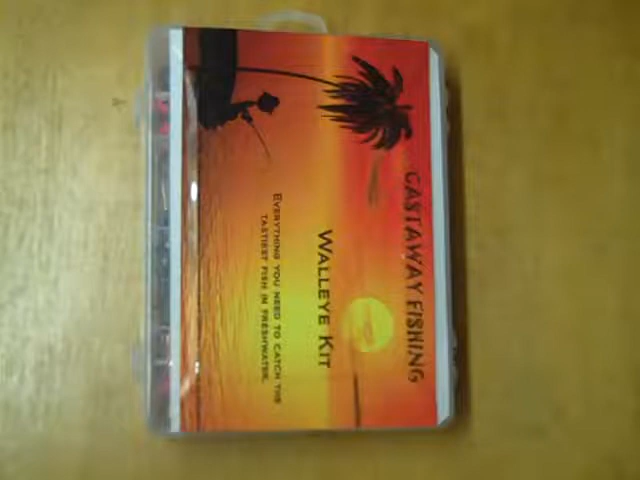 CASTAWAY FISHING
WALLEYE KIT
EVERYTHING YOU NEED TO CATCH THE
TASTIEST FISH IN FRESHWATER.